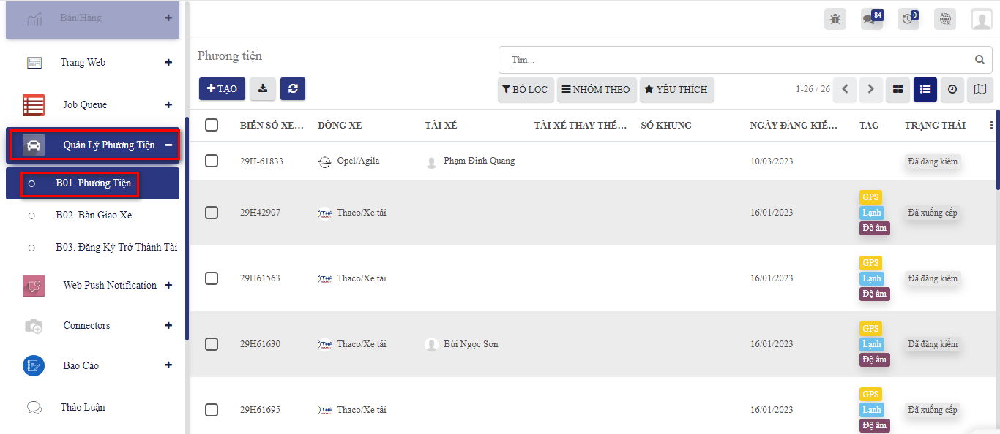 Bán Hàng
Trang Web
Job Queue
Quản Lý Phương Tiện
B01. Phương Tiện
B02. Bàn Giao Xe
B03. Đăng Ký Trở Thành Tài
Web Push Notification
Connectors
Báo Cáo
Thảo Luận
84
0
Phương tiện
Tìm...
TẠO
BỘ LỌC
NHÓM THEO
YÊU THÍCH
1-26 / 26
BIỂN SỐ XE... DÒNG XE TÀI XẾ TÀI XẾ THAY THẾ... SỐ KHUNG NGÀY ĐĂNG KIỂ... TAG TRẠNG THÁI
29H-61833 Opel/Agila Phạm Đình Quang 10/03/2023 Đã đăng kiểm
GPS
29H42907 Thaco/Xe tải 16/01/2023 Lạnh Đã xuống cấp
Độ ẩm
GPS
29H61563 Thaco/Xe tải 16/01/2023 Lạnh Đã đăng kiểm
Độ ẩm
GPS
29H61630 Thaco/Xe tải Bùi Ngọc Sơn 16/01/2023 Lạnh Đã đăng kiểm
Độ ẩm
GPS
29H61695 Thaco/Xe tải 16/01/2023 Lạnh Đã xuống cấp
Độ ẩm